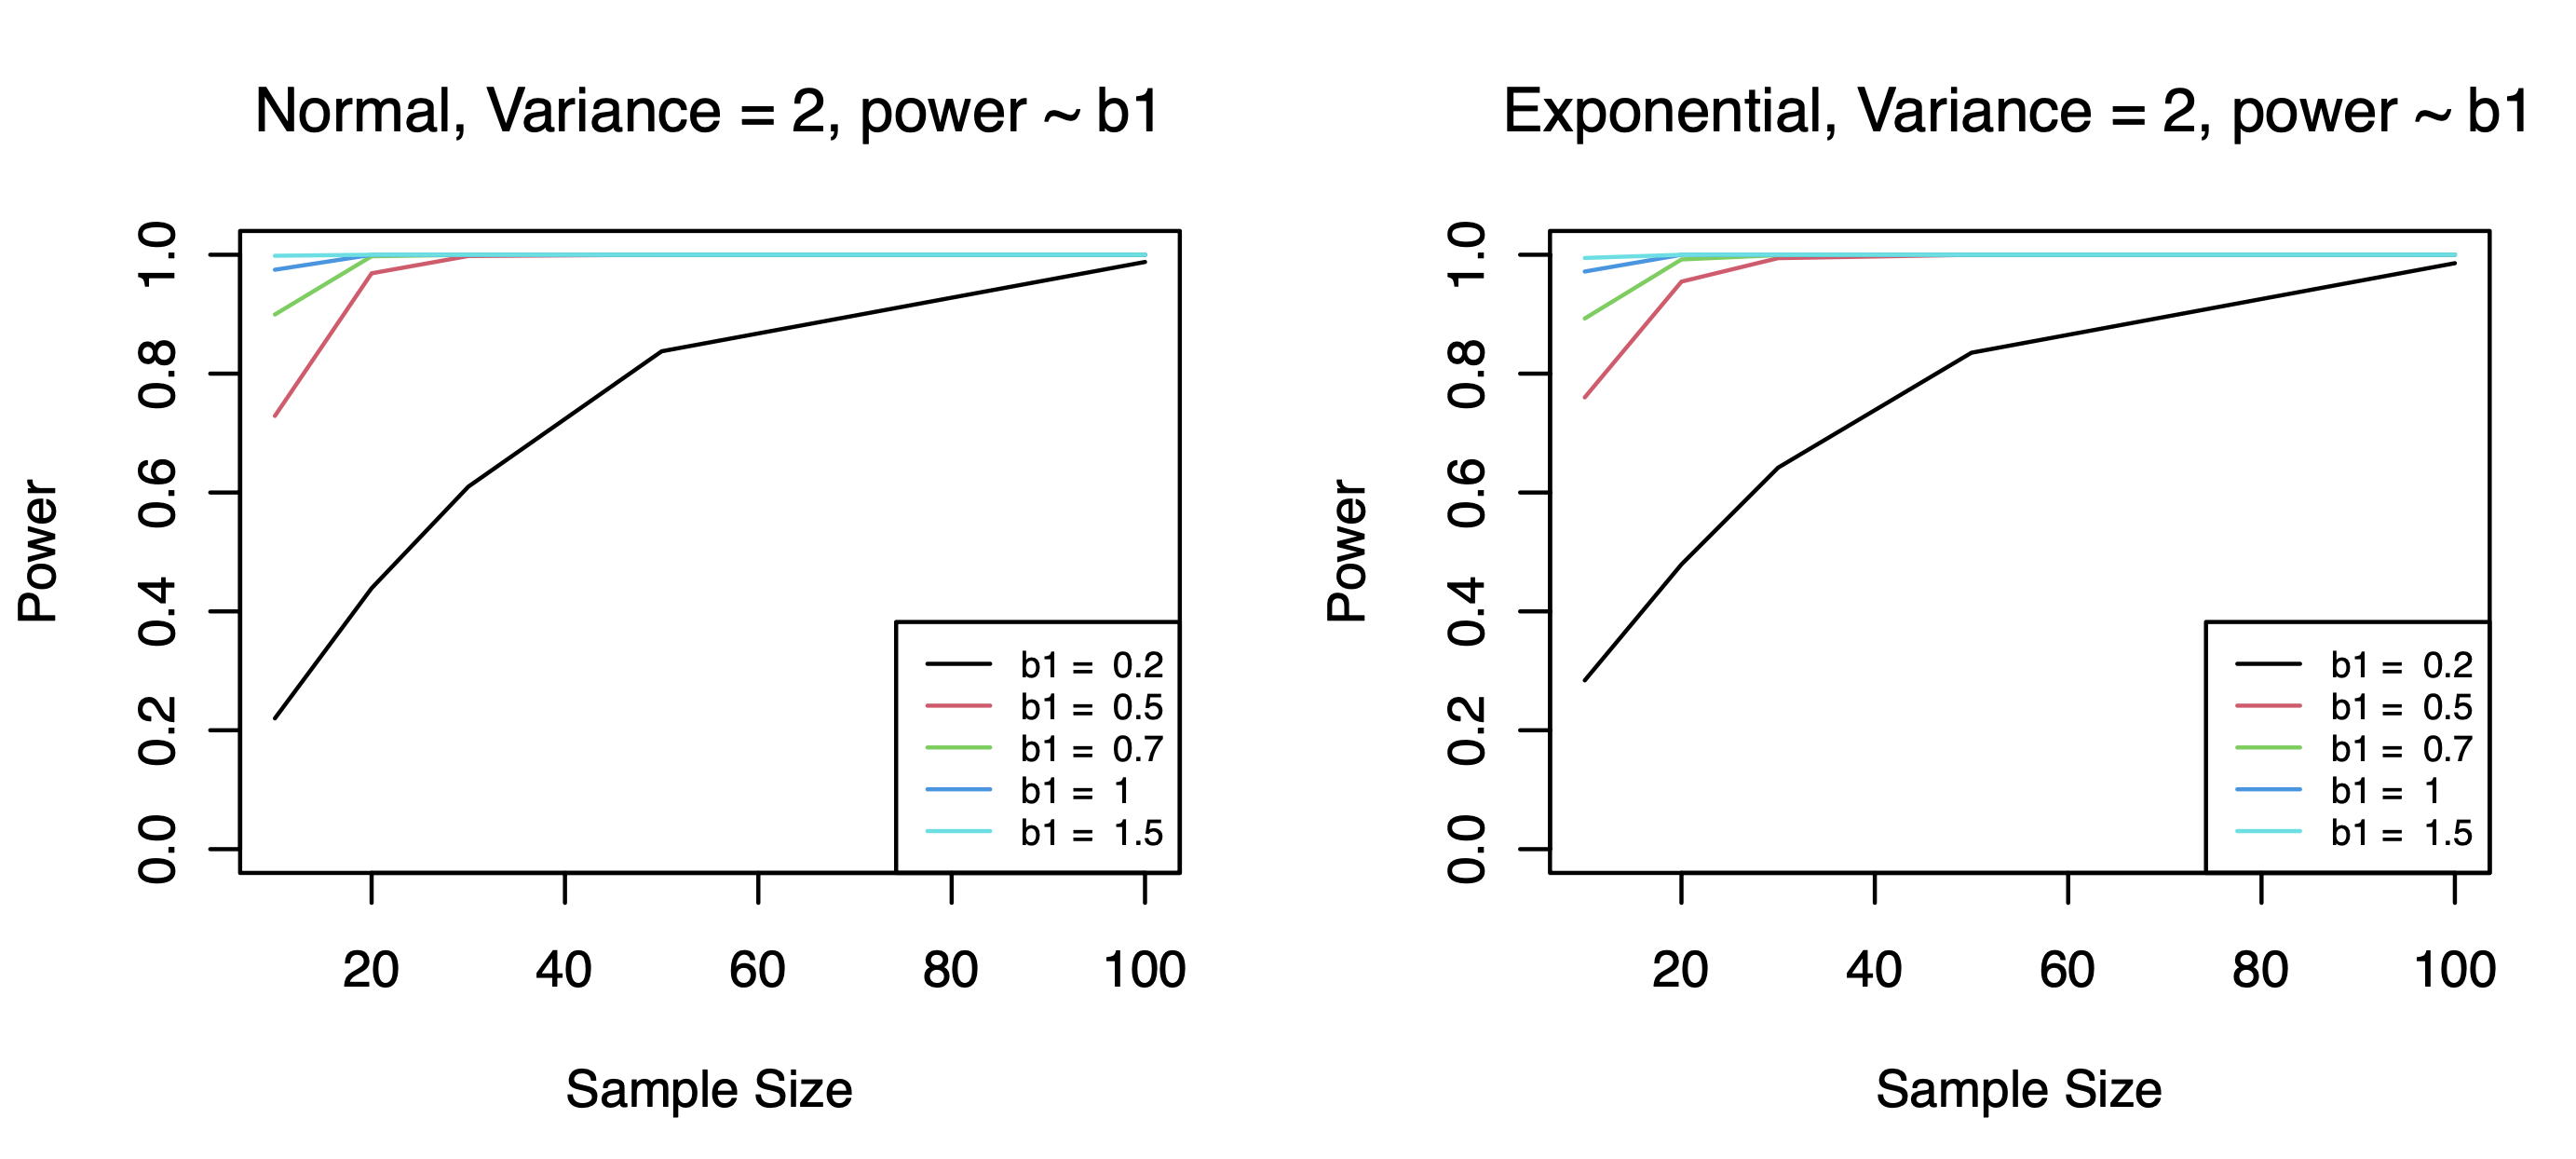 Normal, Variance = 2, power ~ b1
Power
1.0
0.8
0.6
0.4
0.2
0.0
b1 = 0.2
b1 = 0.5
b1 = 0.7
b1 = 1
b1 = 1.5
20 40 60 80 100
Sample Size
Exponential, Variance = 2, power ~ b1
Power
1.0
0.8
0.6
0.4
0.2
0.0
b1 = 0.2
b1 = 0.5
b1 = 0.7
b1 = 1
b1 = 1.5
20 40 60 80 100
Sample Size